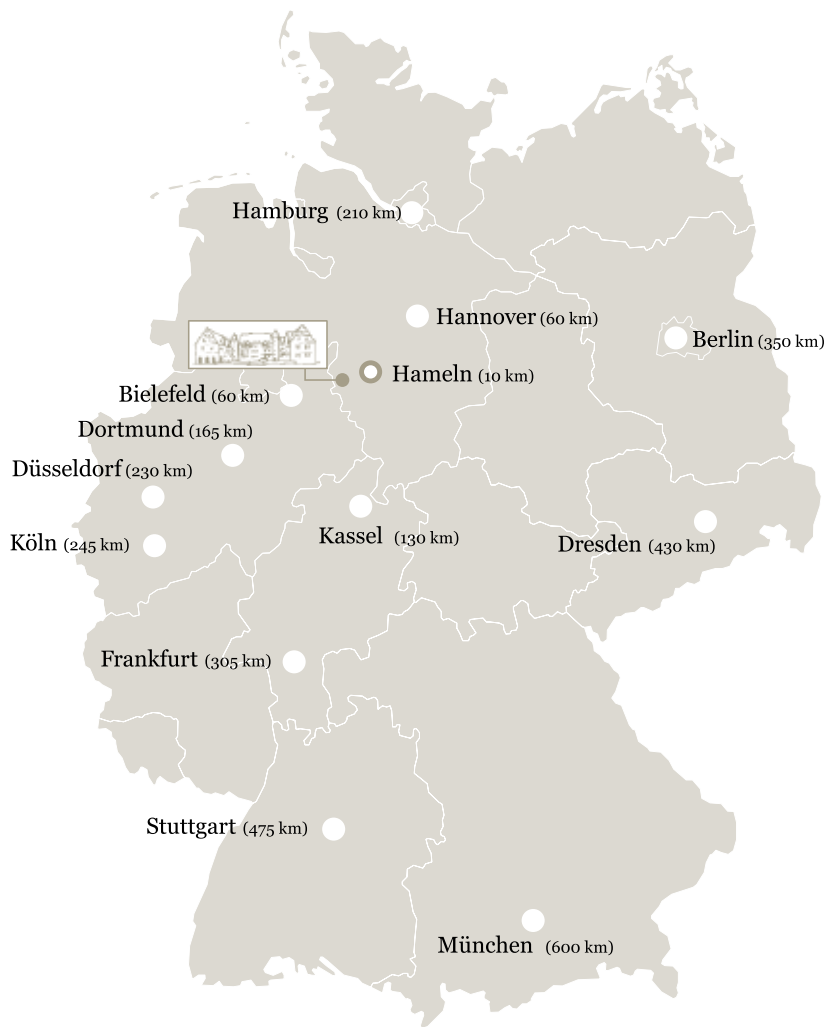 Hamburg (210 km)
Hannover (60 km)
Berlin (350 km)
Hameln (10 km)
Bielefeld (60 km)
Dortmund (165 km)
Düsseldorf (230 km)
Kassel (130 km)
Köln (245 km)
Dresden (430 km)
Frankfurt (305 km)
Stuttgart (475 km)
München (600 km)